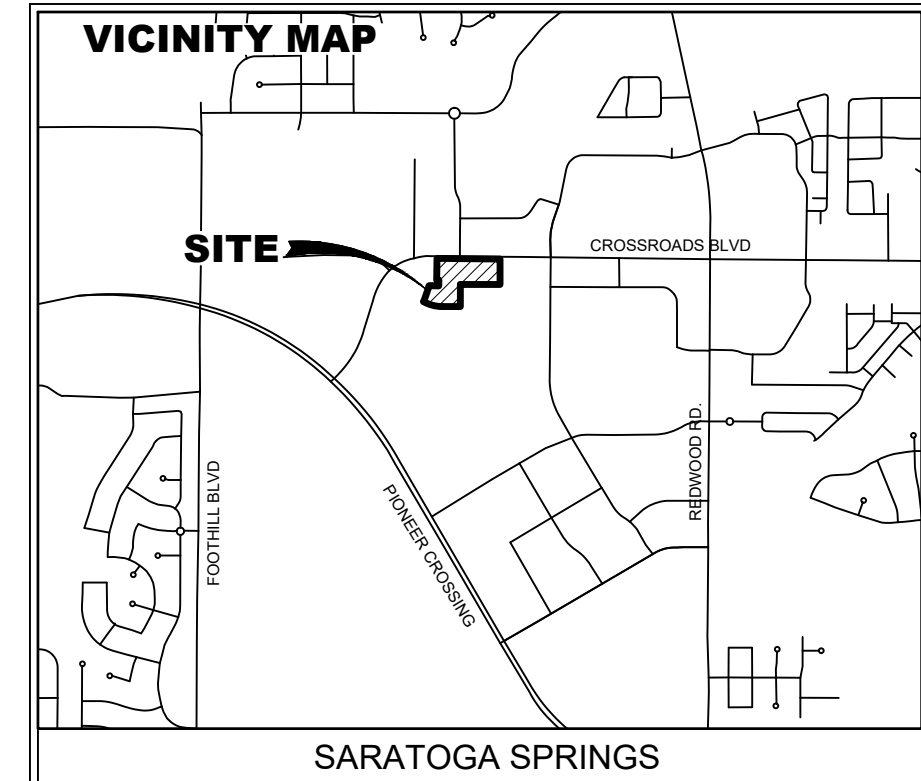 VICINITY MAP
SITE
CROSSROADS BLVD
REDWOOD RD.
FOOTHILL BLVD
PIONEER CROSSING
SARATOGA SPRINGS